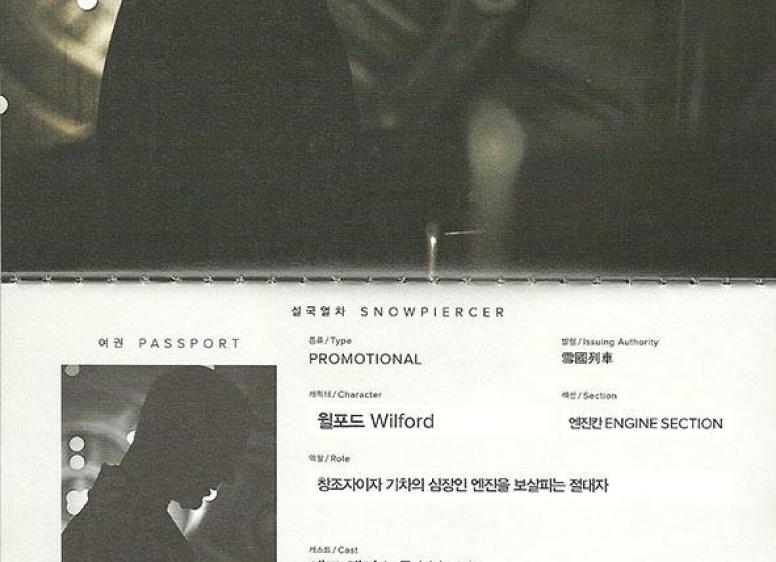 설국열차 SNOWPIERCER
여권 PASSPORT
종류/Type
PROMOTIONAL
발행/Issuing Authority
雪國列車
캐릭터/Character
윌포드 Wilford
섹션/Section
엔진칸 ENGINE SECTION
역할/Role
창조자이자 기차의 심장인 엔진을 보살피는 절대자
캐스트/Cast